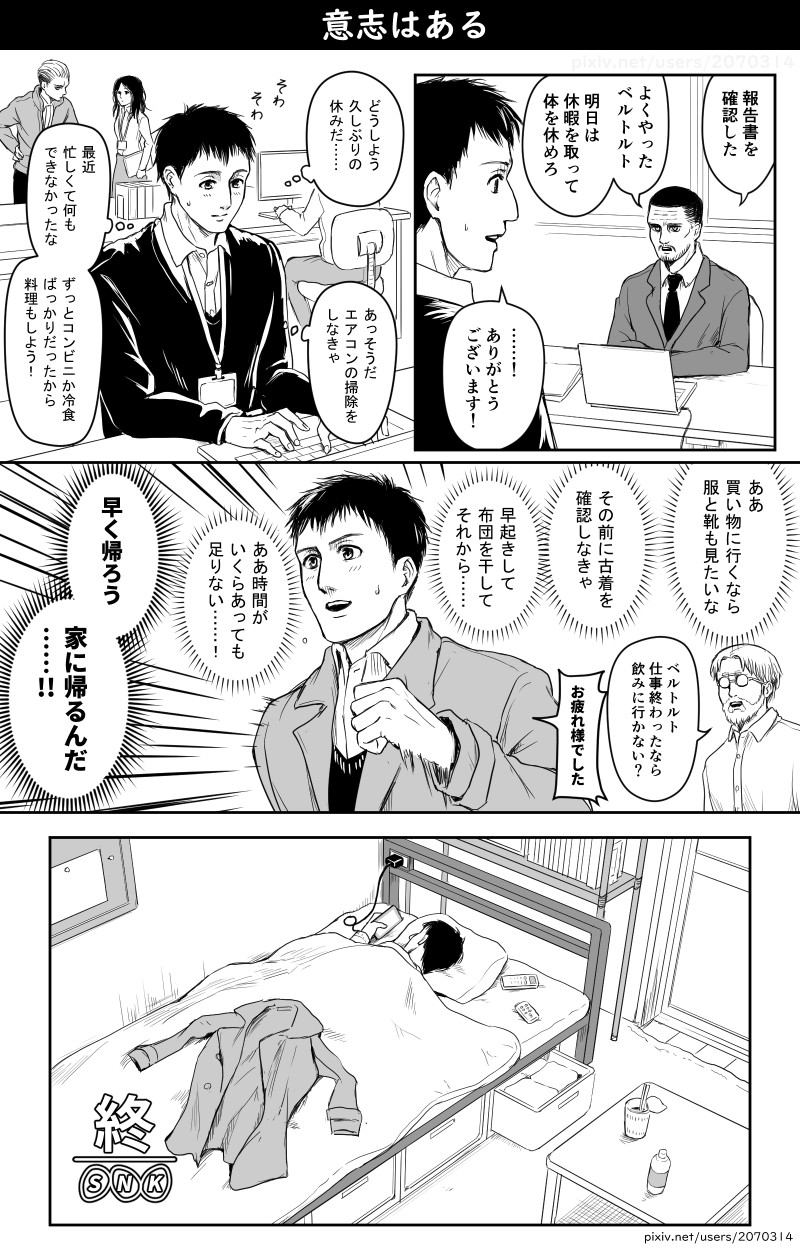 意志はある
pixiv.net/users/2070314
報告書を
確認した
よくやった
ベルトルト
明日は
休暇を取って
体を休めろ
……！
ありがとう
ございます！
そわ
そわ
どうしよう
久しぶりの
休みだ……
最近
忙しくて何も
できなかったな
あっそうだ
エアコンの掃除を
しなきゃ
ずっとコンビニか冷食
ばっかりだったから
料理もしよう！
ああ
買い物に行くなら
服と靴も見たいな
その前に古着を
確認しなきゃ
早起きして
布団を干して
それから……
ああ時間が
いくらあっても
足りない……！
ベルトルト
仕事終わったなら
飲みに行かない？
お疲れ様でした
早く帰ろう
家に帰るんだ
……!!
終
SNK
pixiv.net/users/2070314